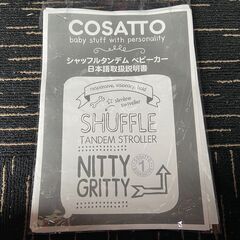 COSATTO
baby stuff with personality
シャッフルタンデム ベビーカー
日本語取扱説明書
SHUFFLE
TANDEM STROLLER
NITTY
GRITTY
1